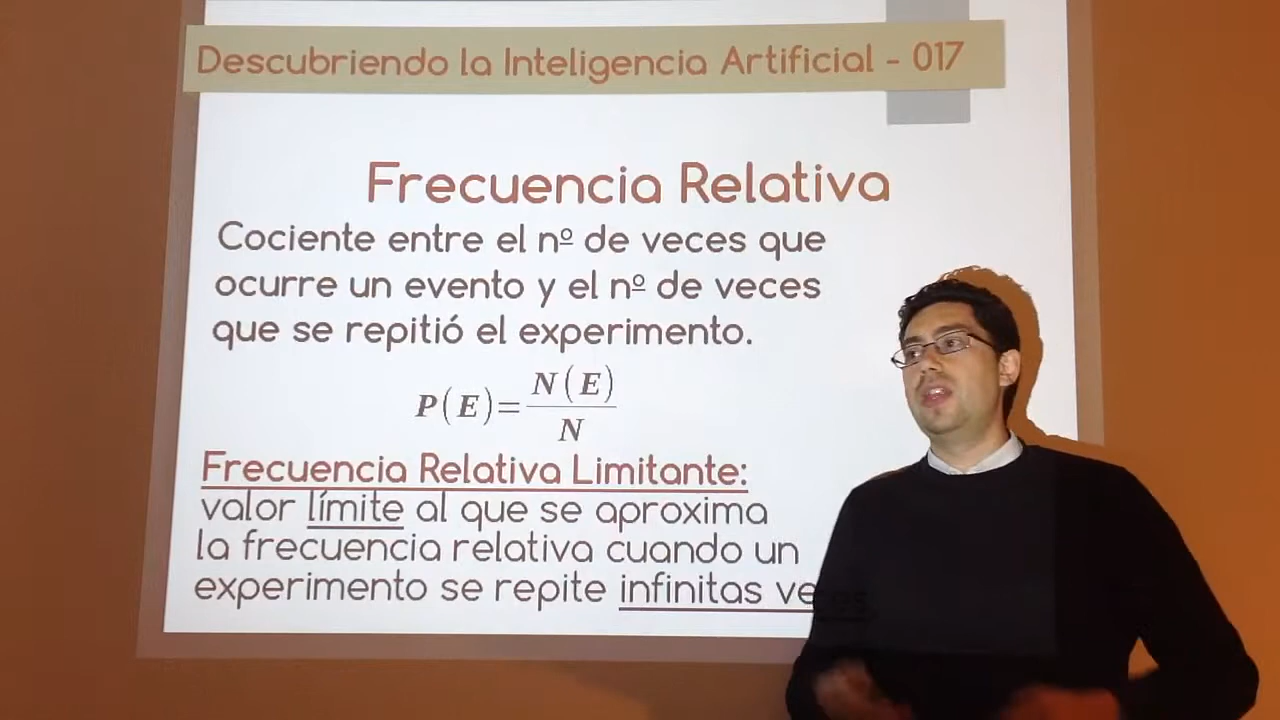 Descubriendo la Inteligencia Artificial - 017
Frecuencia Relativa
Cociente entre el nº de veces que
ocurre un evento y el nº de veces
que se repitió el experimento.
P(E)=N(E)/N
Frecuencia Relativa Limitante:
valor límite al que se aproxima
la frecuencia relativa cuando un
experimento se repite infinitas veces